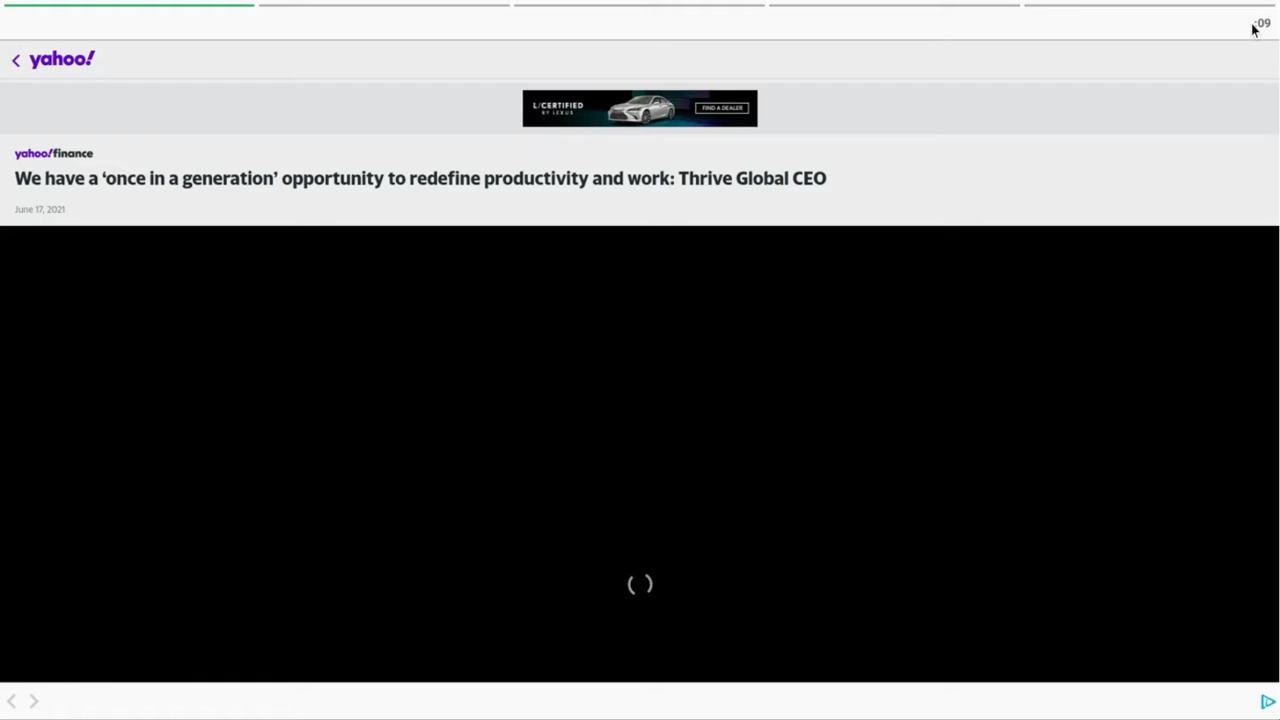 :09
yahoo!
L/CERTIFIED
BY LEXUS
FIND A DEALER
yahoo!finance
We have a ‘once in a generation’ opportunity to redefine productivity and work: Thrive Global CEO
June 17, 2021